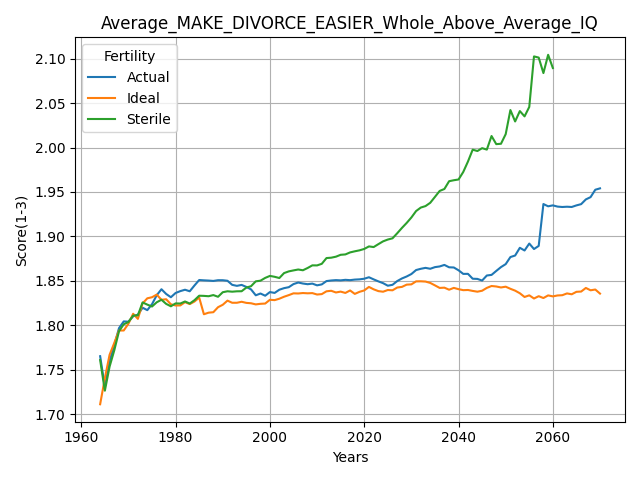 Average_MAKE_DIVORCE_EASIER_Whole_Above_Average_IQ
Score(1-3)
2.10
2.05
2.00
1.95
1.90
1.85
1.80
1.75
1.70
Fertility
Actual
Ideal
Sterile
1960 1980 2000 2020 2040 2060
Years